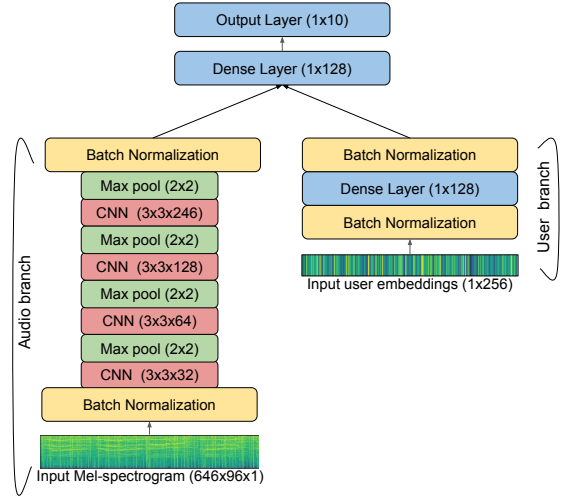 Output Layer (1x10)
Dense Layer (1x128)
Batch Normalization
Max pool (2x2)
CNN (3x3x246)
Max pool (2x2)
CNN (3x3x128)
Max pool (2x2)
CNN (3x3x64)
Max pool (2x2)
CNN (3x3x32)
Batch Normalization
Input Mel-spectrogram (646x96x1)
Audio branch
Batch Normalization
Dense Layer (1x128)
Batch Normalization
Input user embeddings (1x256)
User branch